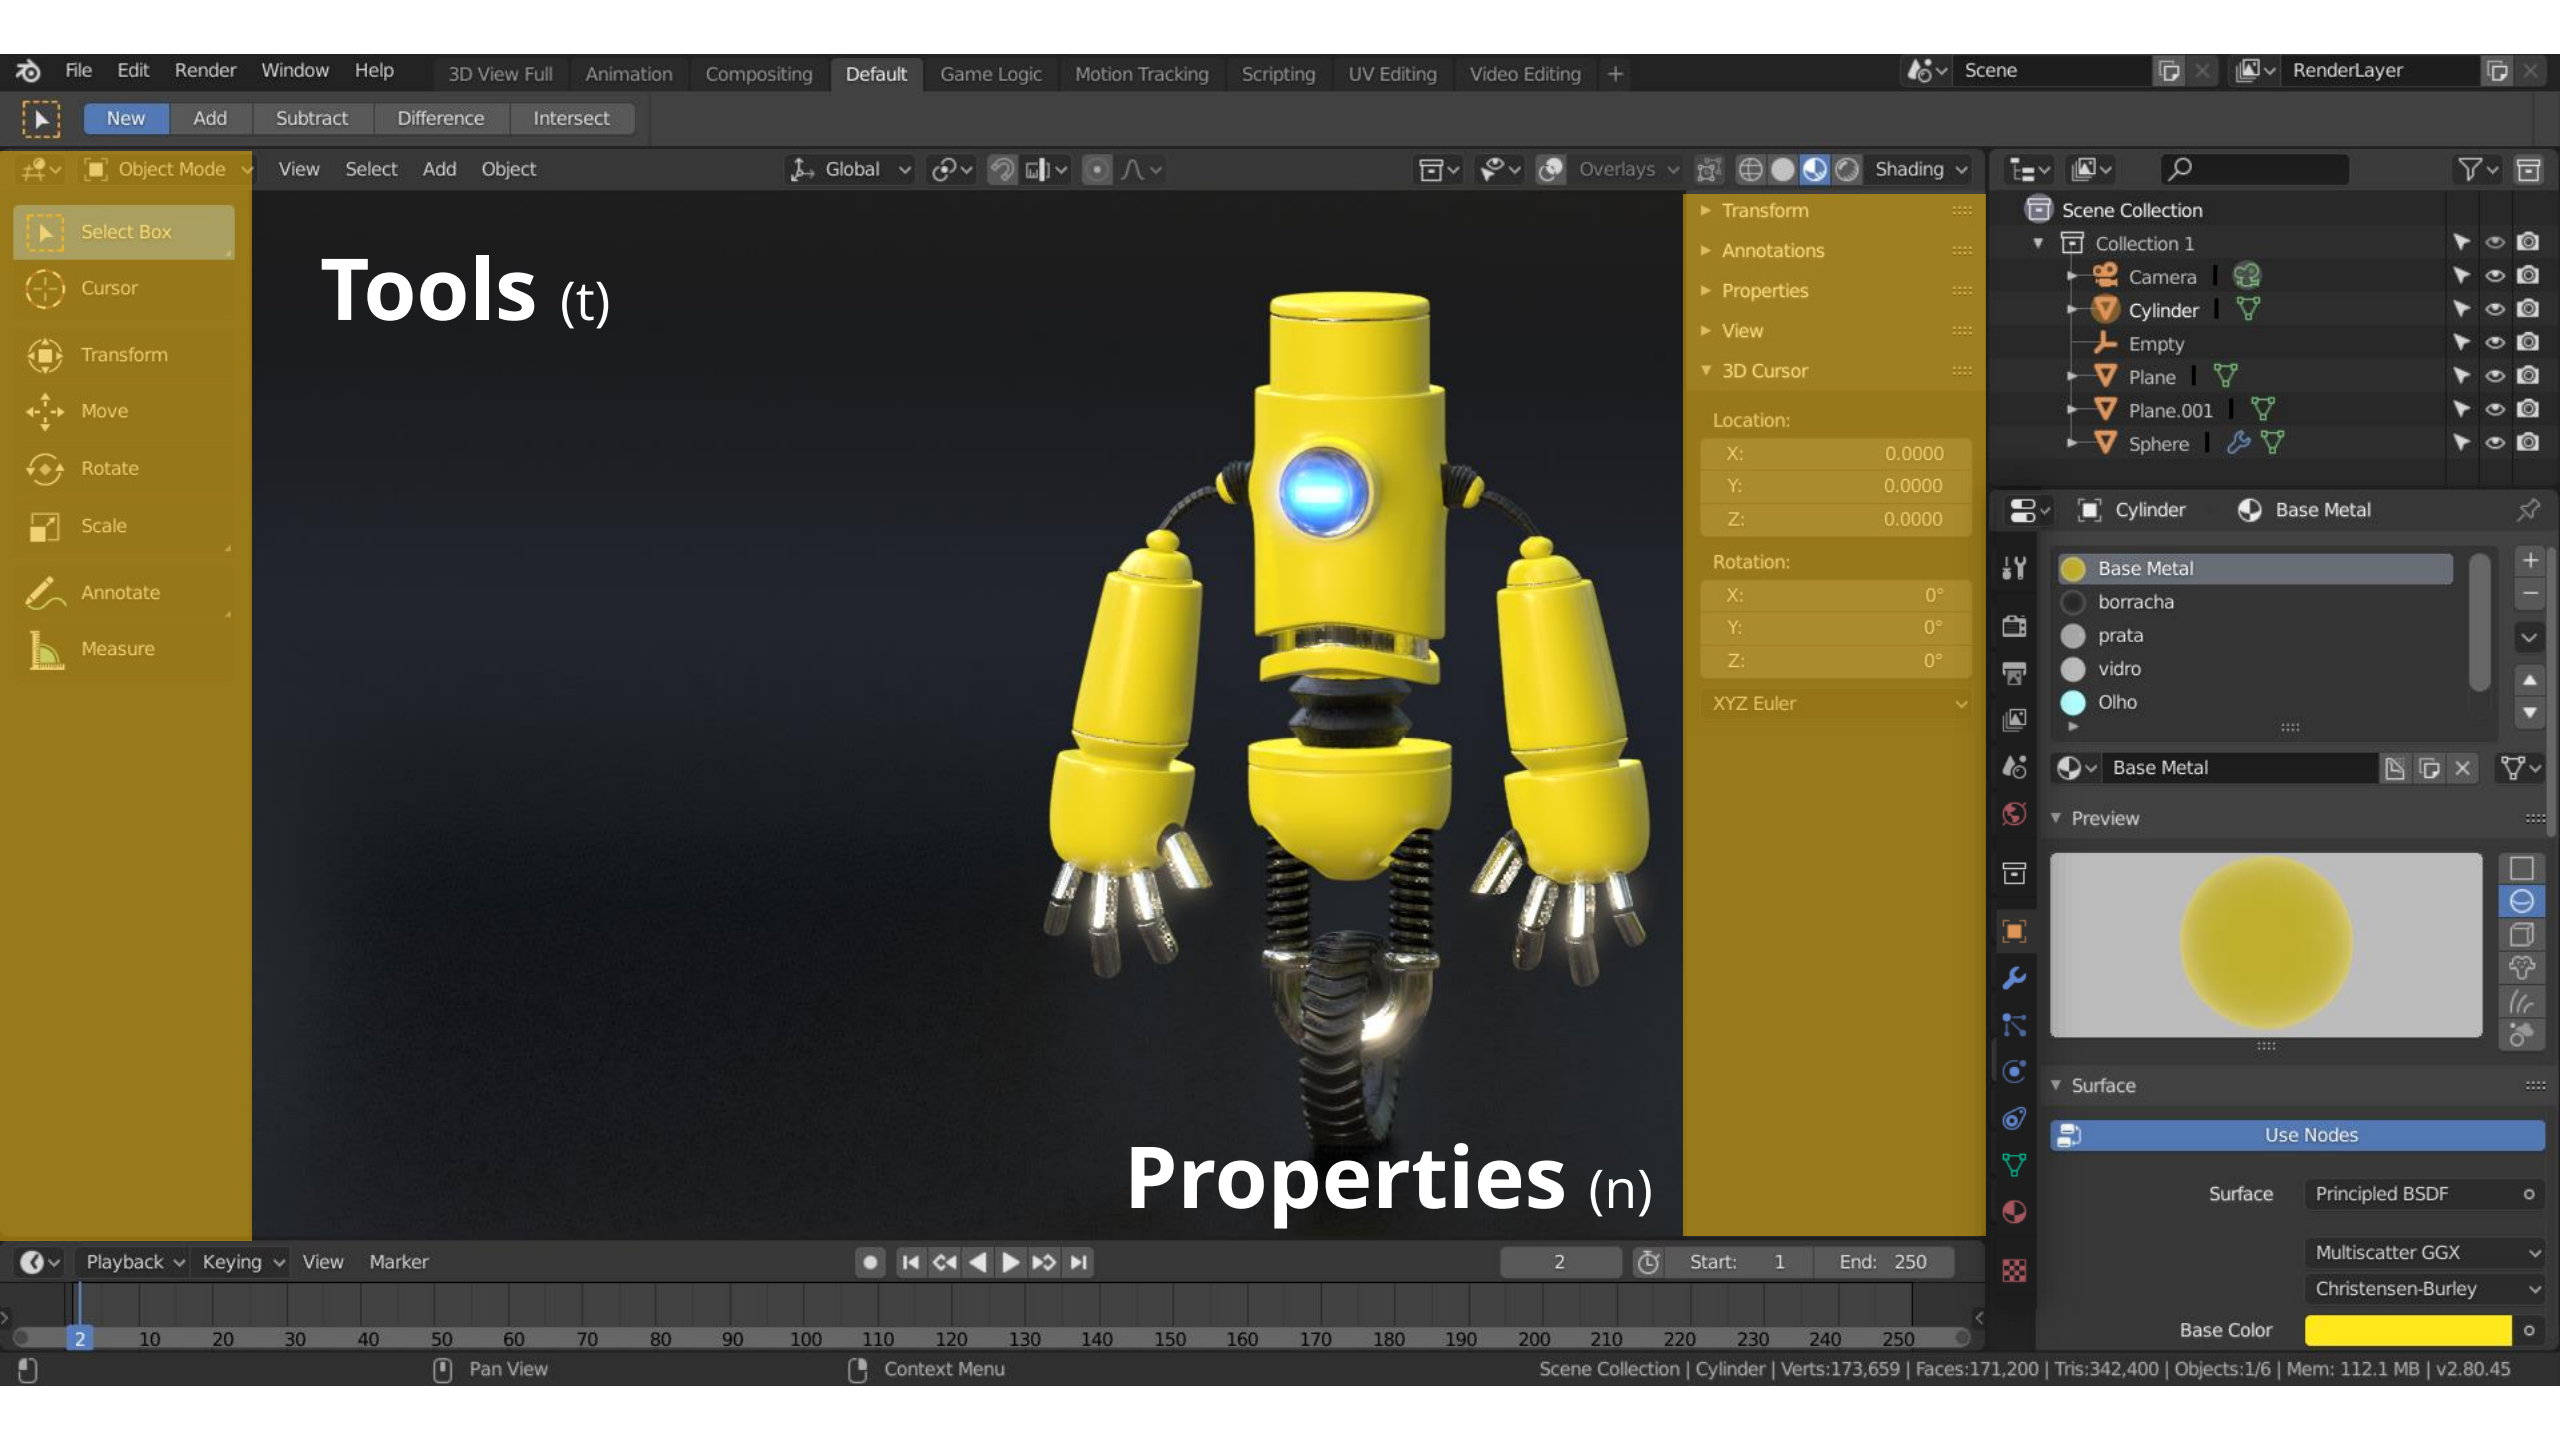 File Edit Render Window Help 3D View Full Animation Compositing Default Game Logic Motion Tracking Scripting UV Editing Video Editing + Scene RenderLayer
New Add Subtract Difference Intersect
Object Mode View Select Add Object Global Overlays Shading
Select Box
Cursor
Transform
Move
Rotate
Scale
Annotate
Measure
Tools (t)
Properties (n)
Transform
Annotations
Properties
View
3D Cursor
Location:
X: 0.0000
Y: 0.0000
Z: 0.0000
Rotation:
X: 0°
Y: 0°
Z: 0°
XYZ Euler
Scene Collection
Collection 1
Camera
Cylinder
Empty
Plane
Plane.001
Sphere
Cylinder Base Metal
Base Metal
borracha
prata
vidro
Olho
Base Metal
Preview
Surface
Use Nodes
Surface Principled BSDF
Multiscatter GGX
Christensen-Burley
Base Color
Playback Keying View Marker 2 Start: 1 End: 250
2 10 20 30 40 50 60 70 80 90 100 110 120 130 140 150 160 170 180 190 200 210 220 230 240 250
Pan View Context Menu Scene Collection | Cylinder | Verts:173,659 | Faces:171,200 | Tris:342,400 | Objects:1/6 | Mem: 112.1 MB | v2.80.45